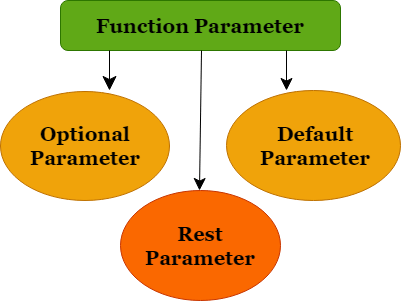 Function Parameter
Optional
Parameter
Default
Parameter
Rest
Parameter